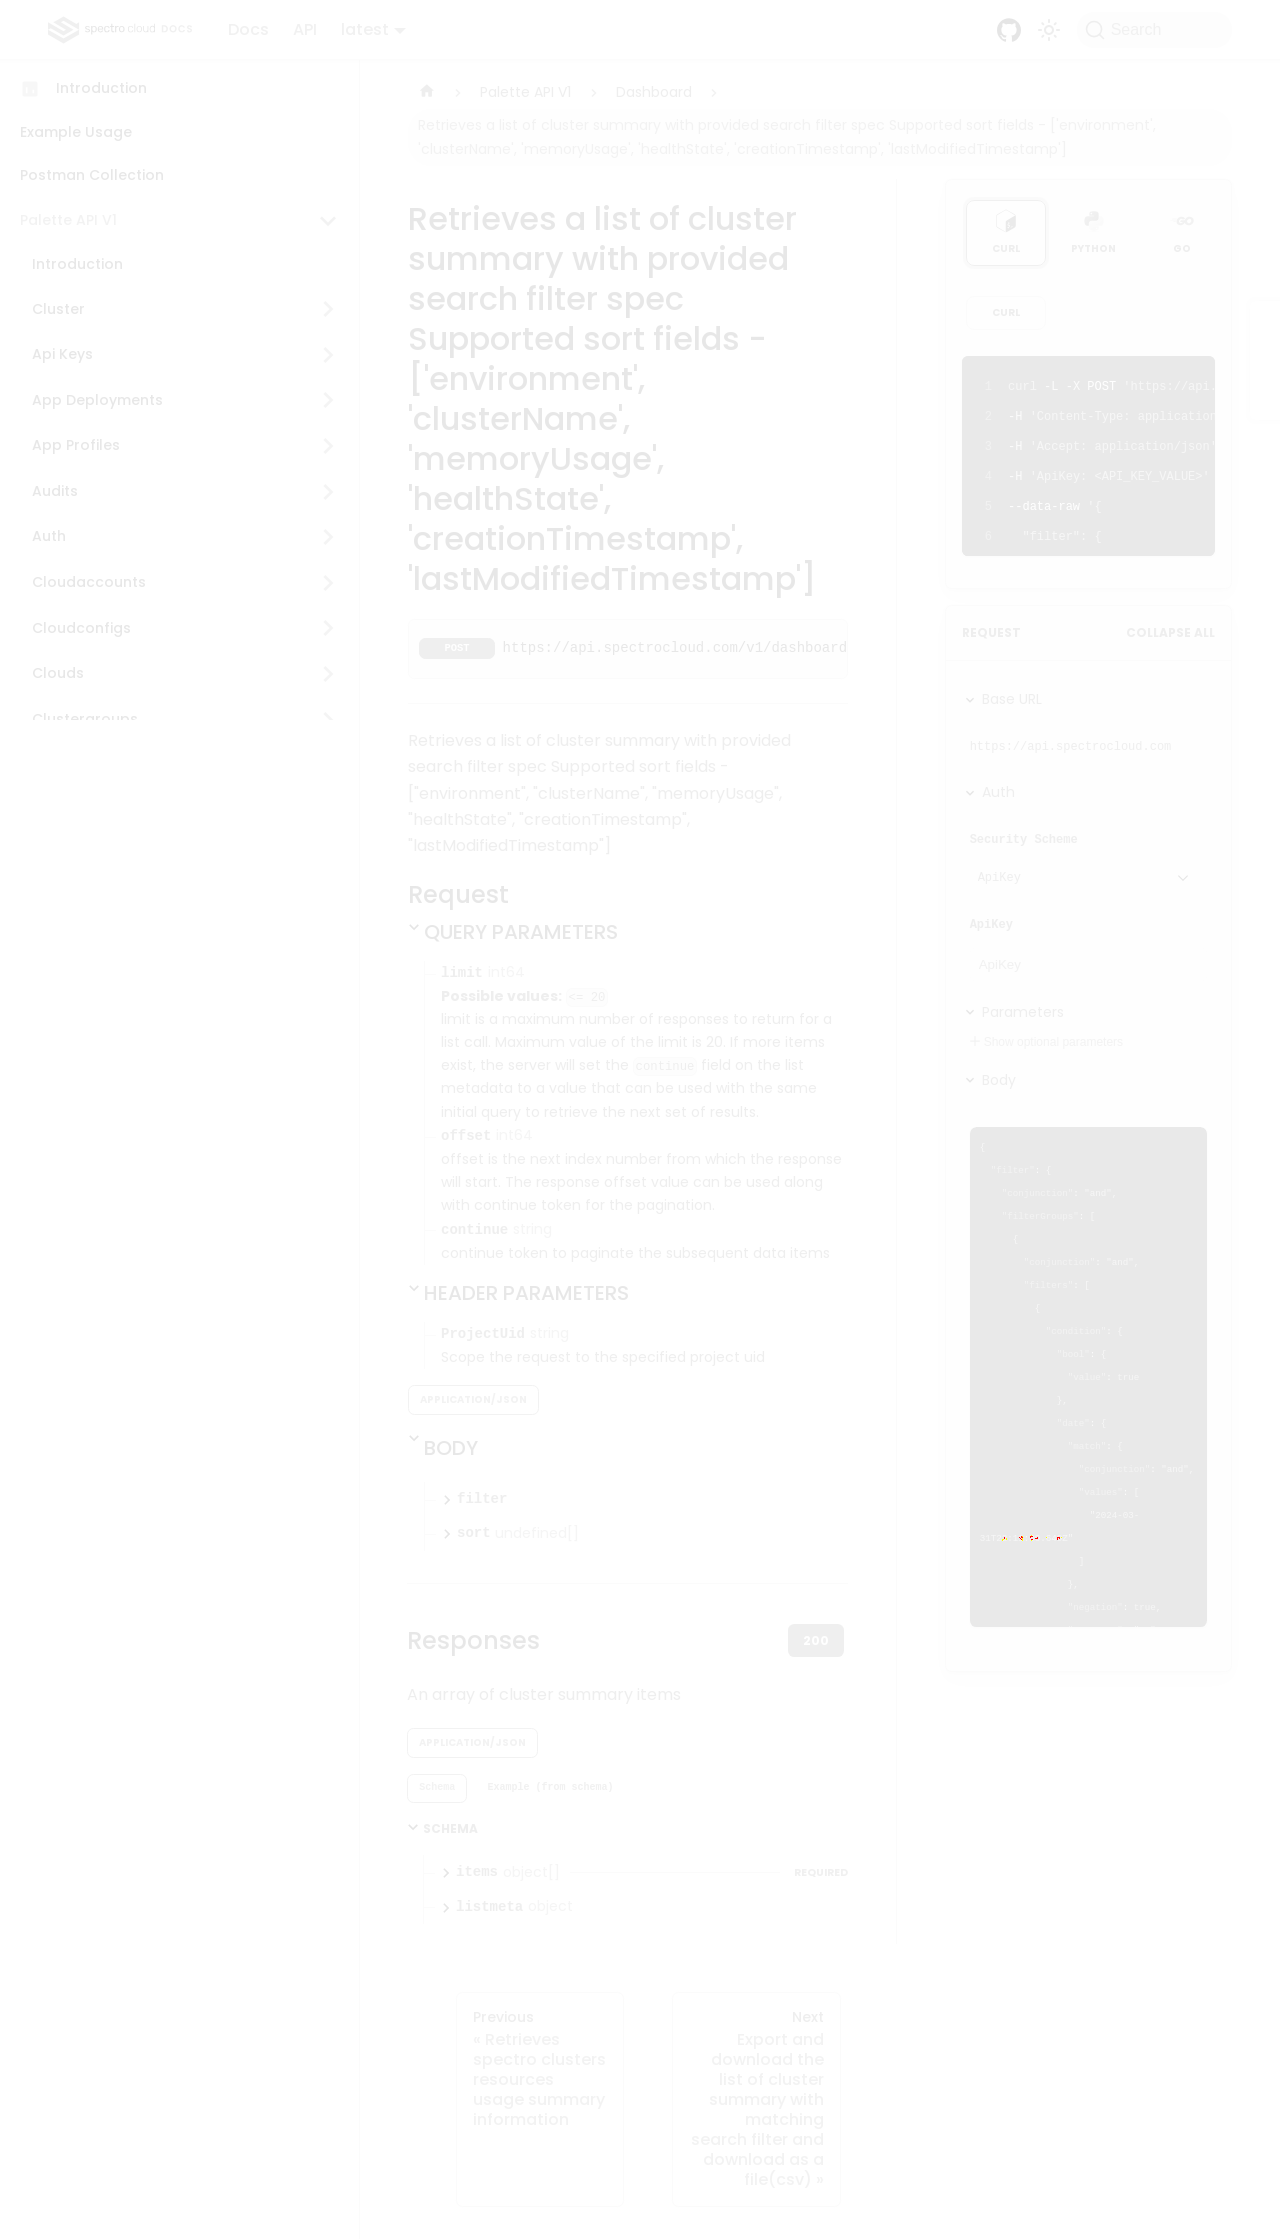 spectro cloud DOCS
Docs
API
latest
Search
Introduction
Example Usage
Postman Collection
Palette API V1
Introduction
Cluster
Api Keys
App Deployments
App Profiles
Audits
Auth
Cloudaccounts
Cloudconfigs
Clouds
Clustergroups
Palette API V1
Dashboard
Retrieves a list of cluster summary with provided search filter spec Supported sort fields - ['environment',
'clusterName', 'memoryUsage', 'healthState', 'creationTimestamp', 'lastModifiedTimestamp']
Retrieves a list of cluster
summary with provided
search filter spec
Supported sort fields -
['environment',
'clusterName',
'memoryUsage',
'healthState',
'creationTimestamp',
'lastModifiedTimestamp']
POST https://api.spectrocloud.com/v1/dashboard
Retrieves a list of cluster summary with provided
search filter spec Supported sort fields -
["environment", "clusterName", "memoryUsage",
"healthState", "creationTimestamp",
"lastModifiedTimestamp"]
Request
QUERY PARAMETERS
limit int64
Possible values: <= 20
limit is a maximum number of responses to return for a
list call. Maximum value of the limit is 20. If more items
exist, the server will set the continue field on the list
metadata to a value that can be used with the same
initial query to retrieve the next set of results.
offset int64
offset is the next index number from which the response
will start. The response offset value can be used along
with continue token for the pagination.
continue string
continue token to paginate the subsequent data items
HEADER PARAMETERS
ProjectUid string
Scope the request to the specified project uid
APPLICATION/JSON
BODY
filter
sort undefined[]
Responses
200
An array of cluster summary items
APPLICATION/JSON
Schema
Example (from schema)
SCHEMA
items object[] REQUIRED
listmeta object
Previous
« Retrieves
spectro clusters
resources
usage summary
information
Next
Export and
download the
list of cluster
summary with
matching
search filter and
download as a
file(csv) »
CURL
PYTHON
GO
CURL
1 curl -L -X POST 'https://api.
2 -H 'Content-Type: application
3 -H 'Accept: application/json'
4 -H 'ApiKey: <API_KEY_VALUE>'
5 --data-raw '{
6 "filter": {
REQUEST
COLLAPSE ALL
Base URL
https://api.spectrocloud.com
Auth
Security Scheme
ApiKey
ApiKey
ApiKey
Parameters
Show optional parameters
Body
{
"filter": {
"conjunction": "and",
"filterGroups": [
{
"conjunction": "and",
"filters": [
{
"condition": {
"bool": {
"value": true
},
"date": {
"match": {
"conjunction": "and",
"values": [
]
},
"negation": true,